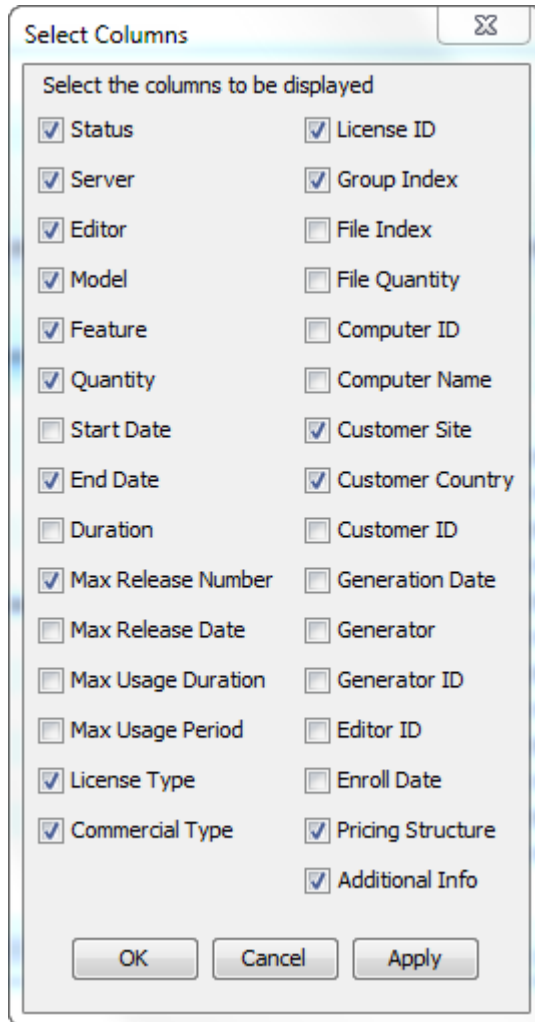 Select Columns
Select the columns to be displayed
Status
Server
Editor
Model
Feature
Quantity
Start Date
End Date
Duration
Max Release Number
Max Release Date
Max Usage Duration
Max Usage Period
License Type
Commercial Type
License ID
Group Index
File Index
File Quantity
Computer ID
Computer Name
Customer Site
Customer Country
Customer ID
Generation Date
Generator
Generator ID
Editor ID
Enroll Date
Pricing Structure
Additional Info
OK Cancel Apply